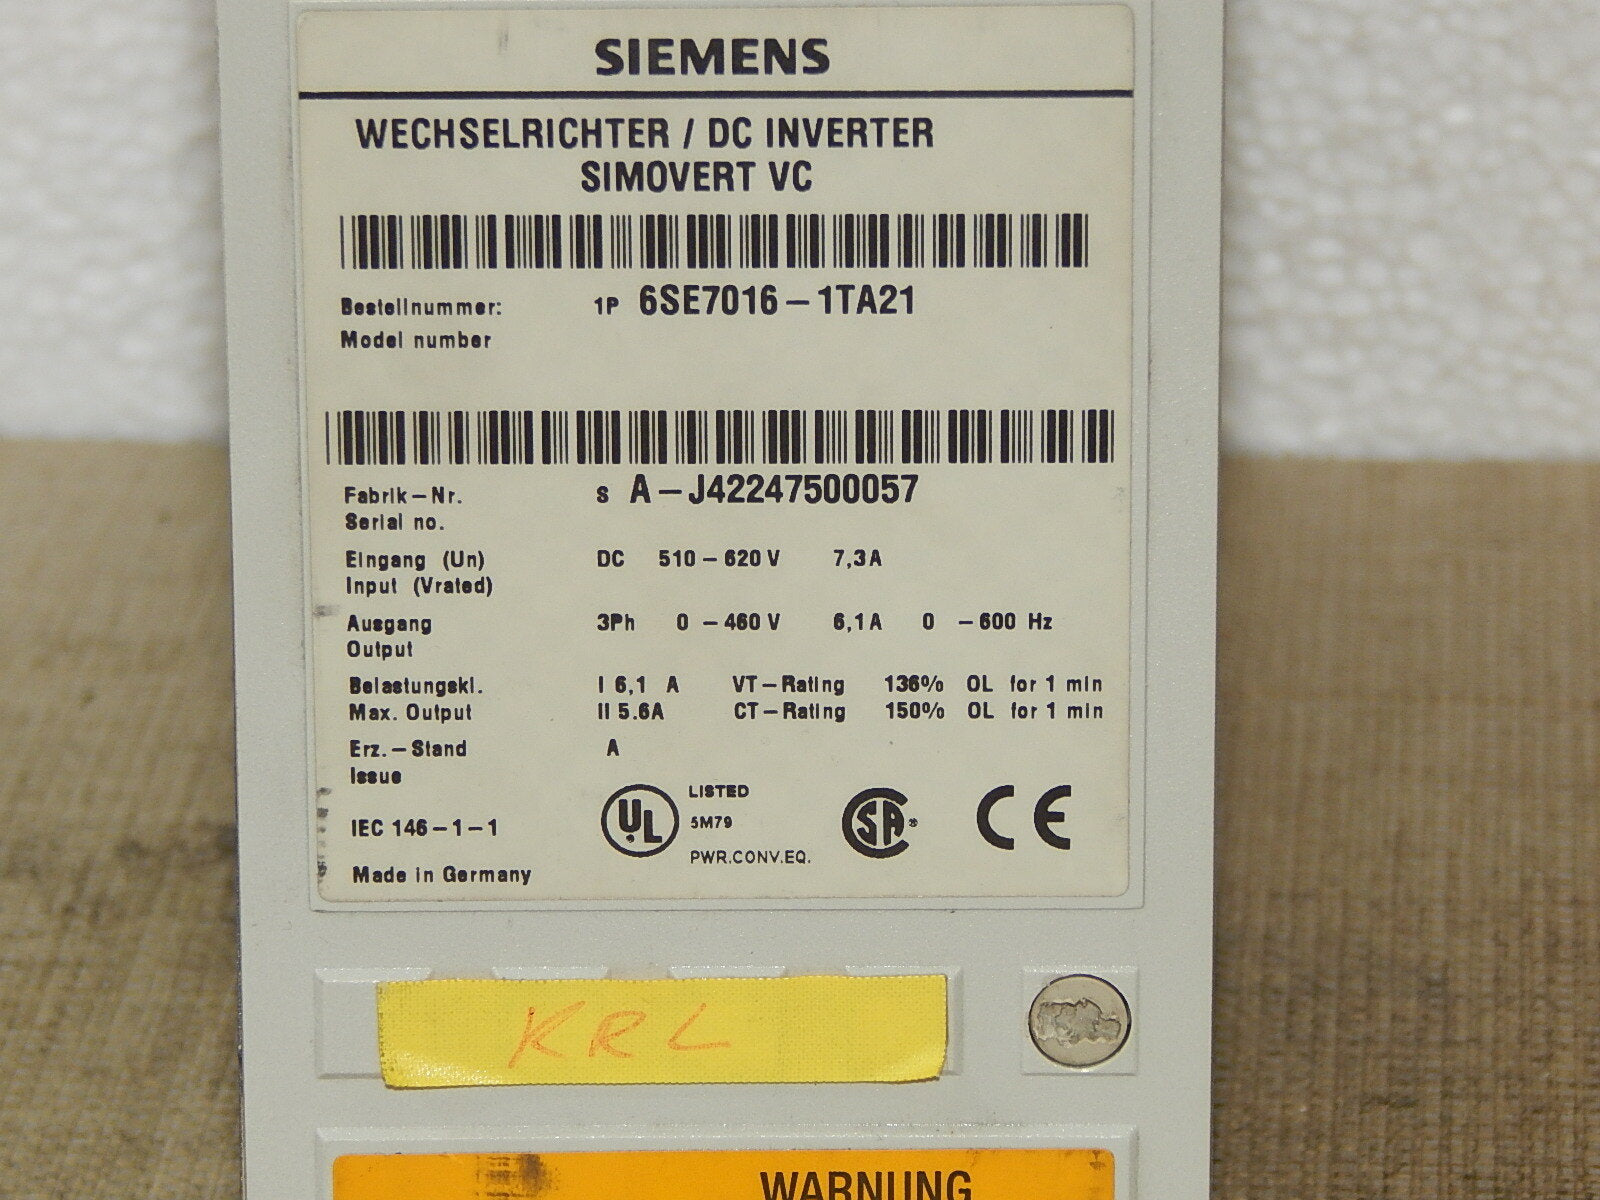 SIEMENS
WECHSELRICHTER / DC INVERTER
SIMOVERT VC
Bestellnummer: 1P 6SE7016-1TA21
Model number
Fabrik-Nr. S A-J42247500057
Serial no.
Eingang (Un) DC 510-620 V 7,3A
Input (Vrated)
Ausgang 3Ph 0 -460 V 6,1A 0 -600 Hz
Output
Belastungskl. I 6,1 A VT-Rating 136% OL for 1 min
Max. Output II 5.6A CT-Rating 150% OL for 1 min
Erz.-Stand A
Issue
UL LISTED
IEC 146-1-1 5M79 SA® CE
PWR.CONV.EQ.
Made in Germany
KRL
WARNUNG